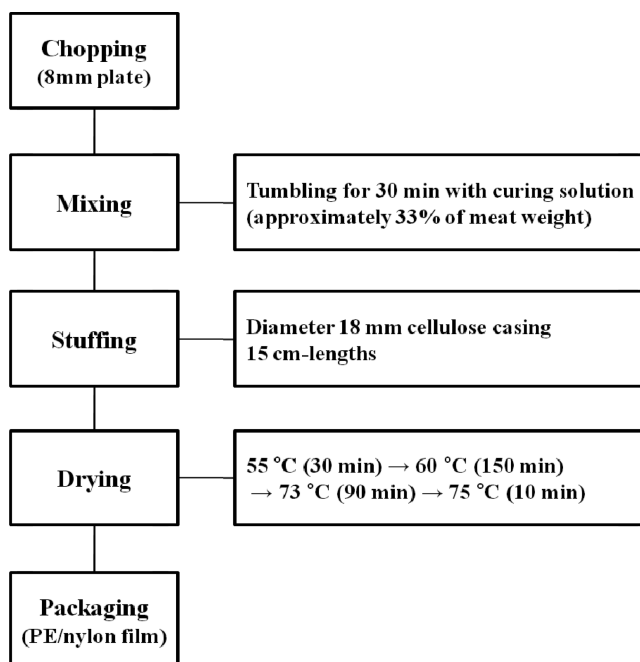 Chopping
(8mm plate)
Mixing
Tumbling for 30 min with curing solution
(approximately 33% of meat weight)
Stuffing
Diameter 18 mm cellulose casing
15 cm-lengths
Drying
55 °C (30 min) → 60 °C (150 min)
→ 73 °C (90 min) → 75 °C (10 min)
Packaging
(PE/nylon film)